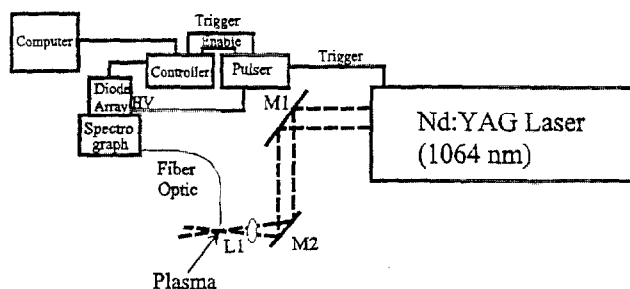 Trigger
Computer
Enable
Controller
Pulser
Trigger
Diode
Array
HV
M1
Spectro
graph
Nd:YAG Laser
(1064 nm)
Fiber
Optic
L1
M2
Plasma